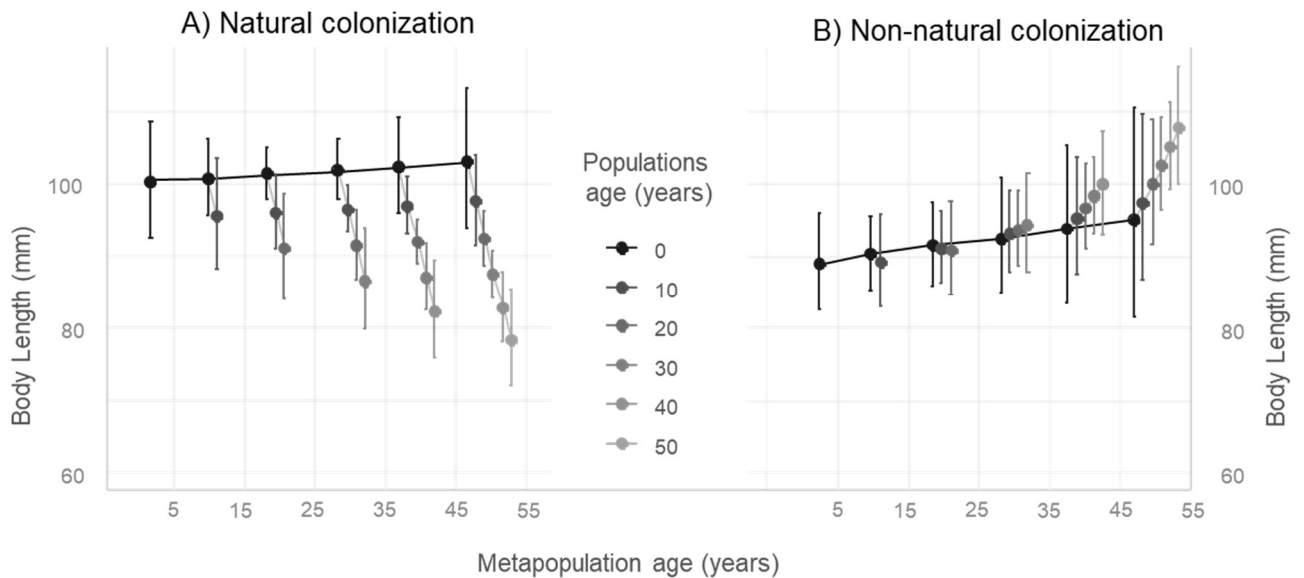 A) Natural colonization
B) Non-natural colonization
Body Length (mm)
100
80
60
5 15 25 35 45 55
Populations
age (years)
0
10
20
30
40
50
5 15 25 35 45 55
100
80
60
Body Length (mm)
Metapopulation age (years)